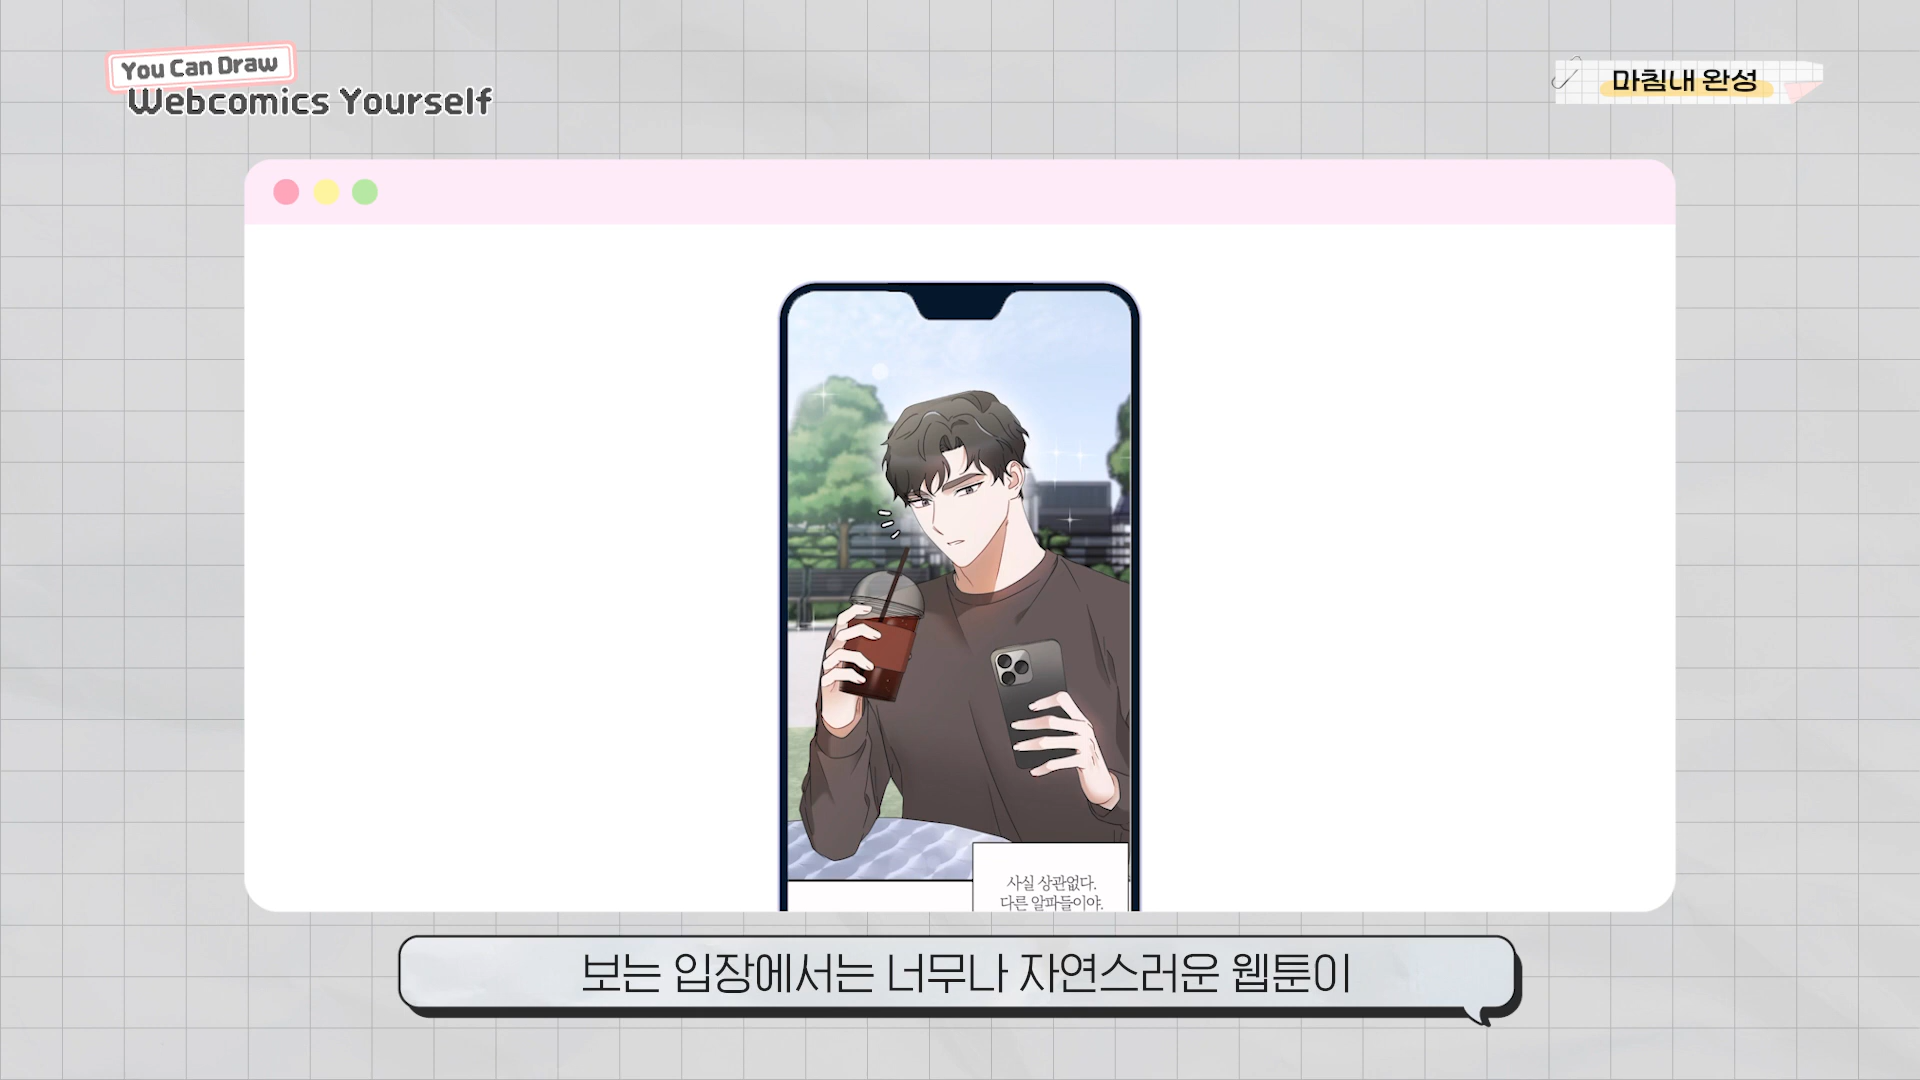 You Can Draw
Webcomics Yourself
마침내 완성
사실 상관없다.
다른 알파들이야.
보는 입장에서는 너무나 자연스러운 웹툰이